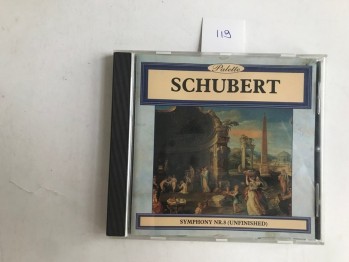 119
Palette
SCHUBERT
SYMPHONY NR.8 (UNFINISHED)